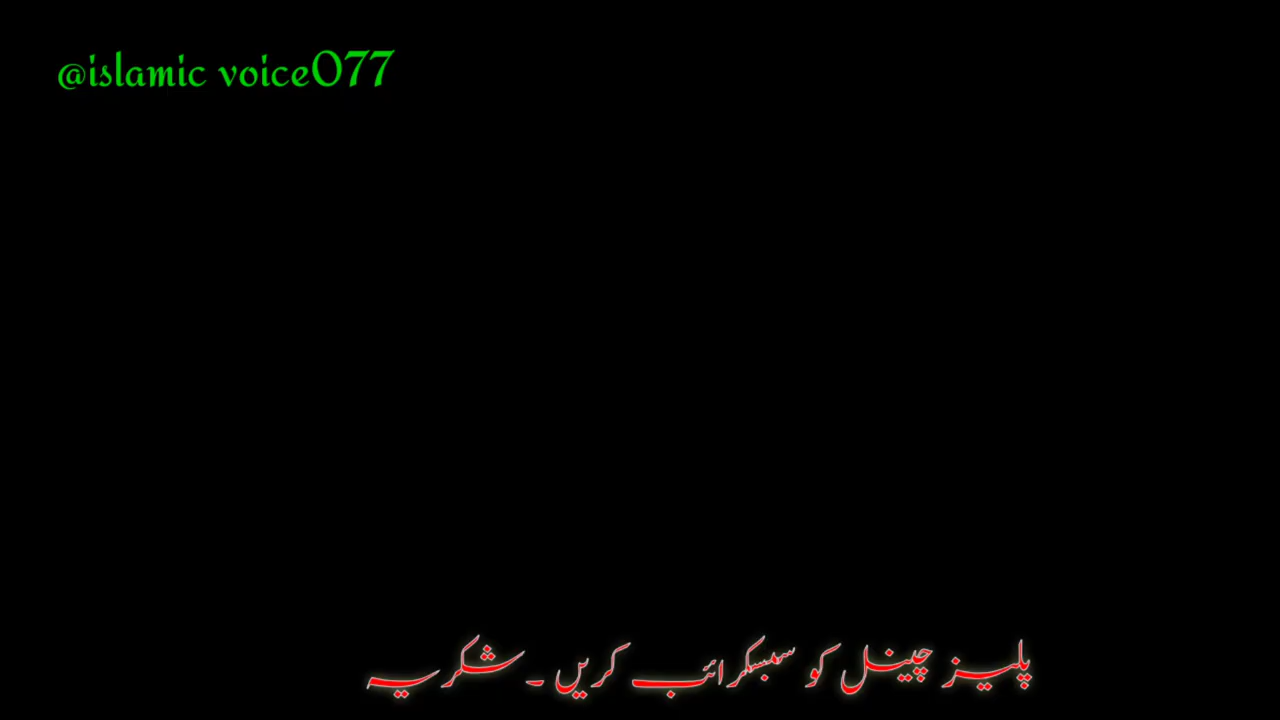 @islamic voice077
پلیز چینل کو سبسکرائب کریں ۔ شکریہ